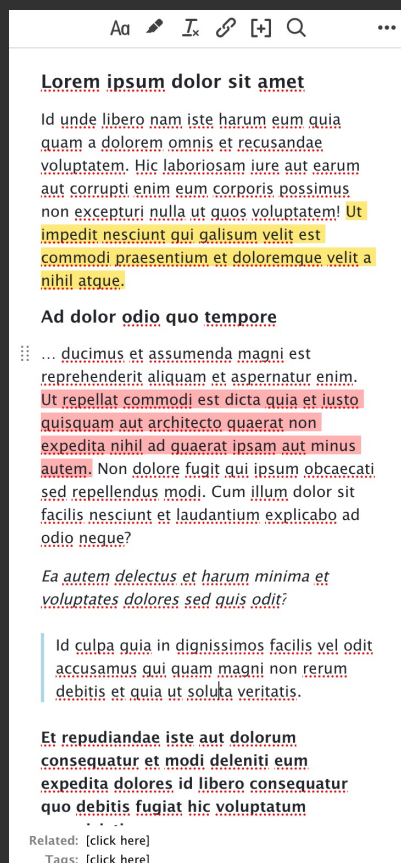 Aa
Lorem ipsum dolor sit amet
Id unde libero nam iste harum eum quia
quam a dolorem omnis et recusandae
voluptatem. Hic laboriosam iure aut earum
aut corrupti enim eum corporis possimus
non excepturi nulla ut quos voluptatem! Ut
impedit nesciunt qui galisum velit est
commodi praesentium et doloremque velit a
nihil atque.
Ad dolor odio quo tempore
… ducimus et assumenda magni est
reprehenderit aliquam et aspernatur enim.
Ut repellat commodi est dicta quia et iusto
quisquam aut architecto quaerat non
expedita nihil ad quaerat ipsam aut minus
autem. Non dolore fugit qui ipsum obcaecati
sed repellendus modi. Cum illum dolor sit
facilis nesciunt et laudantium explicabo ad
odio neque?
Ea autem delectus et harum minima et
voluptates dolores sed quis odit?
Id culpa quia in dignissimos facilis vel odit
accusamus qui quam magni non rerum
debitis et quia ut soluta veritatis.
Et repudiandae iste aut dolorum
consequatur et modi deleniti eum
expedita dolores id libero consequatur
quo debitis fugiat hic voluptatum
Related: [click here]
Tags: [click here]